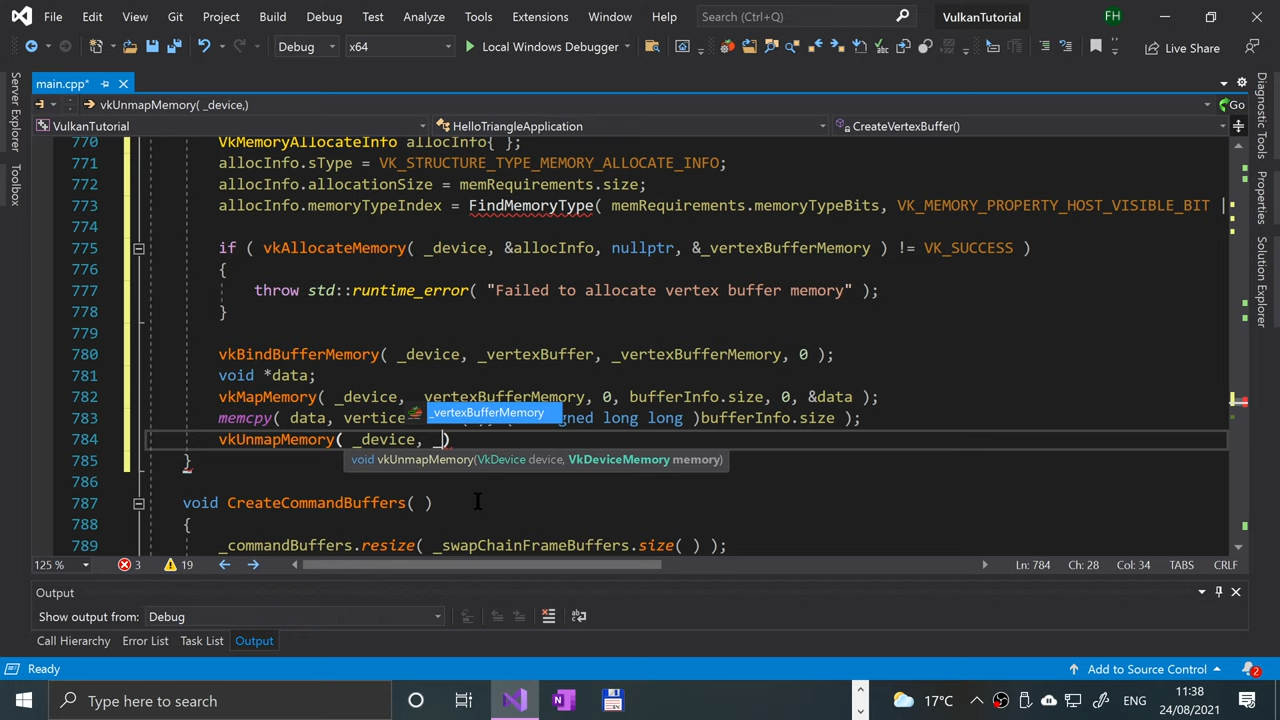 File Edit View Git Project Build Debug Test Analyze Tools Extensions Window Help Search (Ctrl+Q) VulkanTutorial FH
Debug x64 Local Windows Debugger Live Share
main.cpp*
vkUnmapMemory( _device,) Go
VulkanTutorial HelloTriangleApplication CreateVertexBuffer()
Server Explorer
Toolbox
Diagnostic Tools
Properties
Solution Explorer
770 VkMemoryAllocateInfo allocInfo{ };
771 allocInfo.sType = VK_STRUCTURE_TYPE_MEMORY_ALLOCATE_INFO;
772 allocInfo.allocationSize = memRequirements.size;
773 allocInfo.memoryTypeIndex = FindMemoryType( memRequirements.memoryTypeBits, VK_MEMORY_PROPERTY_HOST_VISIBLE_BIT |
774
775 if ( vkAllocateMemory( _device, &allocInfo, nullptr, &_vertexBufferMemory ) != VK_SUCCESS )
776 {
777 throw std::runtime_error( "Failed to allocate vertex buffer memory" );
778 }
779
780 vkBindBufferMemory( _device, _vertexBuffer, _vertexBufferMemory, 0 );
781 void *data;
782 vkMapMemory( _device, vertexBufferMemory, 0, bufferInfo.size, 0, &data );
783 memcpy( data, vertice long long )bufferInfo.size );
_vertexBufferMemory
784 vkUnmapMemory( _device, _)
void vkUnmapMemory(VkDevice device, VkDeviceMemory memory)
785 }
786
787 void CreateCommandBuffers( )
788 {
789 _commandBuffers.resize( _swapChainFrameBuffers.size( ) );
125 % 3 19 Ln: 784 Ch: 28 Col: 34 TABS CRLF
Output
Show output from: Debug
Call Hierarchy Error List Task List Output
Ready Add to Source Control 2
Type here to search 17°C ENG 11:38
24/08/2021